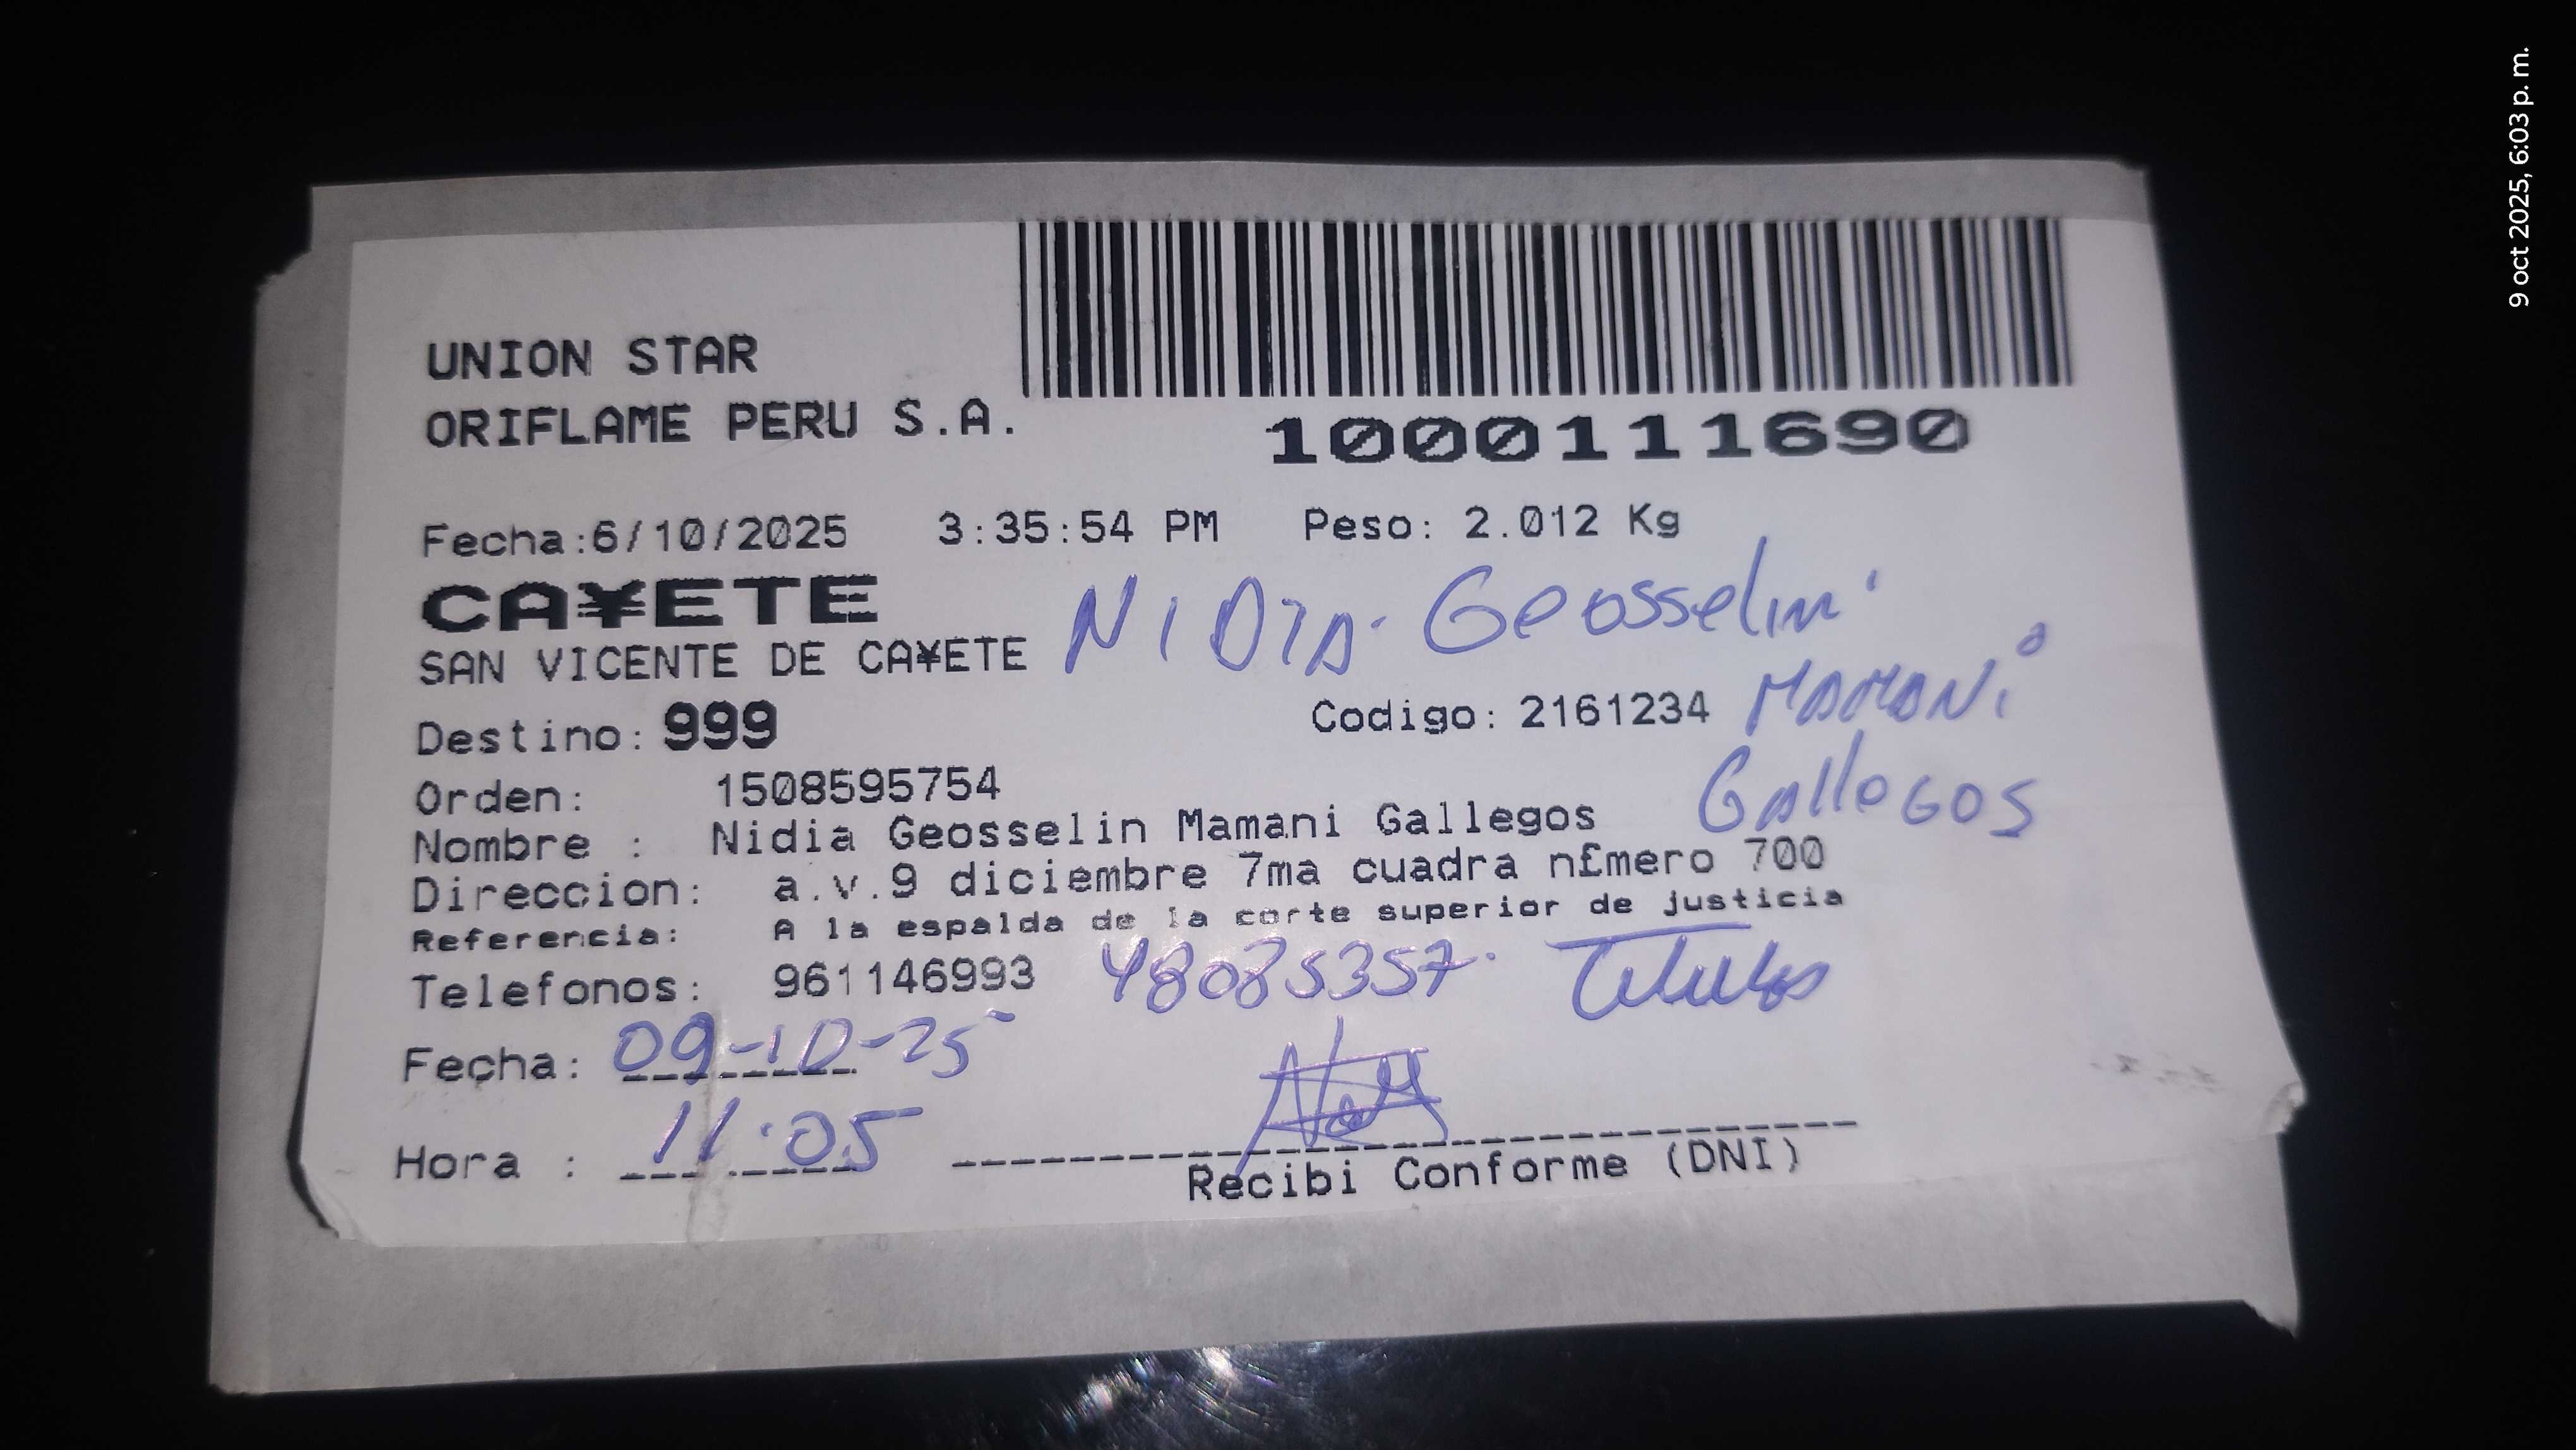 UNION STAR
ORIFLAME PERU S.A.
1000111690
Fecha:6/10/2025 3:35:54 PM Peso: 2.012 Kg
CA¥ETE
NIDIA Geosselin
SAN VICENTE DE CA¥ETE
MAMANi
Destino: 999 Codigo: 2161234
Gallegos
Orden: 1508595754
Nombre : Nidia Geosselin Mamani Gallegos
Direccion: a.v.9 diciembre 7ma cuadra n£mero 700
Referencia: A la espalda de la corte superior de justicia
Telefonos: 961146993 48085357
Fecha: 09-10-25
Hora : 11:05
Recibi Conforme (DNI)
9 oct 2025, 6:03 p. m.